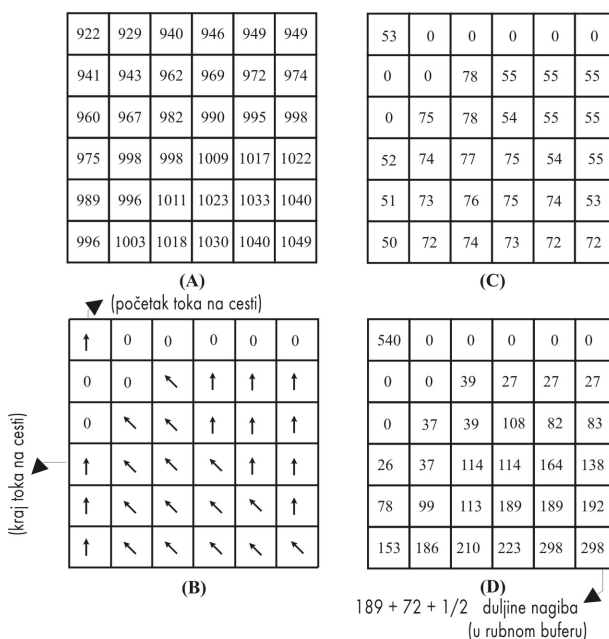 922 929 940 946 949 949
941 943 962 969 972 974
960 967 982 990 995 998
975 998 998 1009 1017 1022
989 996 1011 1023 1033 1040
996 1003 1018 1030 1040 1049
(A)
53 0 0 0 0 0
0 0 78 55 55 55
0 75 78 54 55 55
52 74 77 75 54 55
51 73 76 75 74 53
50 72 74 73 72 72
(C)
(početak toka na cesti)
0 0 0 0 0
0 0
0
(kraj toka na cesti)
(B)
540 0 0 0 0 0
0 0 39 27 27 27
0 37 39 108 82 83
26 37 114 114 164 138
78 99 113 189 189 192
153 186 210 223 298 298
(D)
189 + 72 + 1/2 duljine nagiba
(u rubnom buferu)